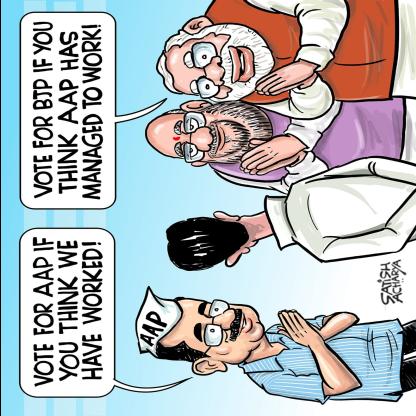 VOTE FOR AAP IF
YOU THINK WE
HAVE WORKED!
VOTE FOR BJP IF YOU
THINK AAP HAS
MANAGED TO WORK!
AAP
SATISH
ACHARYA